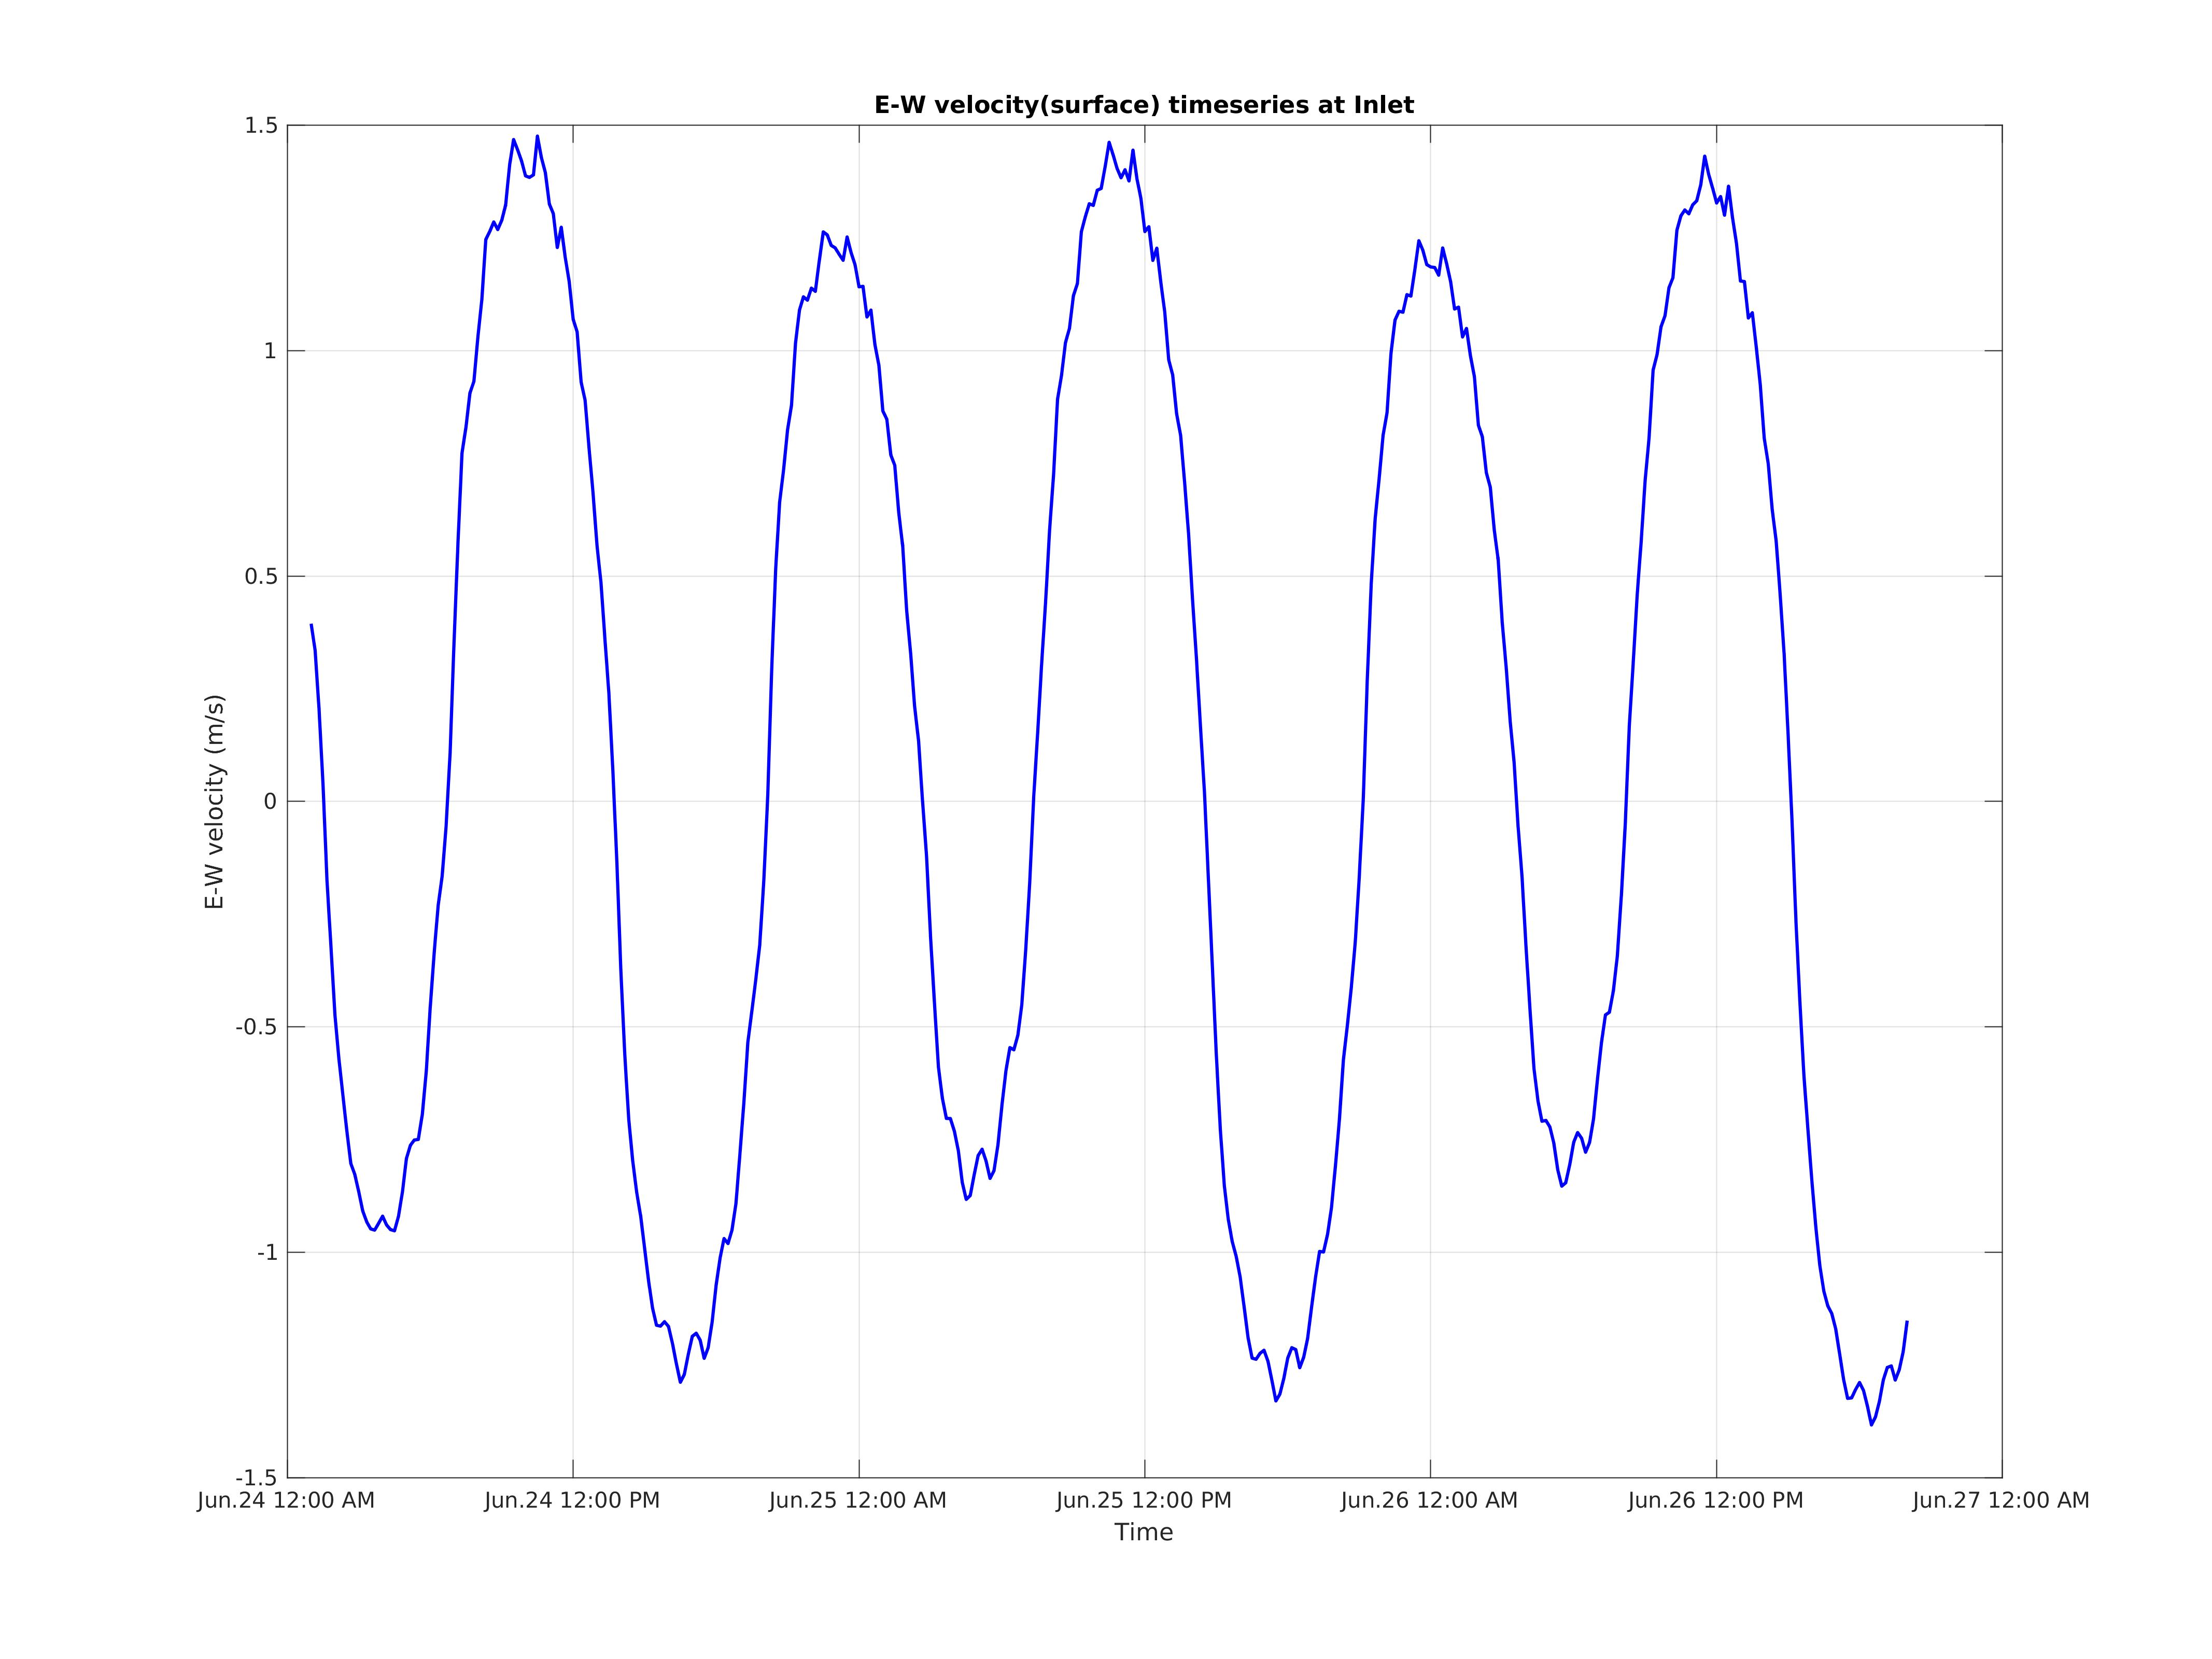 E-W velocity(surface) timeseries at Inlet
1.5
1
0.5
0
-0.5
-1
-1.5
E-W velocity (m/s)
Jun.24 12:00 AM
Jun.24 12:00 PM
Jun.25 12:00 AM
Jun.25 12:00 PM
Jun.26 12:00 AM
Jun.26 12:00 PM
Jun.27 12:00 AM
Time